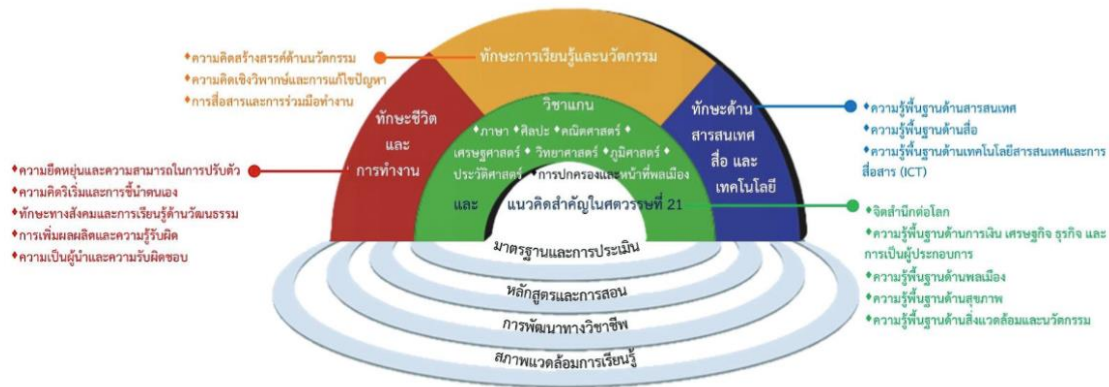 ♦ความคิดสร้างสรรค์ด้านนวัตกรรม
♦ความคิดเชิงวิพากษ์และการแก้ไขปัญหา
♦การสื่อสารและการร่วมมือทำงาน
ทักษะการเรียนรู้และนวัตกรรม
ทักษะชีวิต
และ
การทำงาน
♦ความยืดหยุ่นและความสามารถในการปรับตัว
♦ความคิดริเริ่มและการชี้นำตนเอง
♦ทักษะทางสังคมและการเรียนรู้ด้านวัฒนธรรม
♦การเพิ่มผลผลิตและความรู้รับผิด
♦ความเป็นผู้นำและความรับผิดชอบ
วิชาแกน
♦ภาษา ♦ศิลปะ ♦คณิตศาสตร์ ♦
เศรษฐศาสตร์ ♦ วิทยาศาสตร์ ♦ภูมิศาสตร์ ♦
ประวัติศาสตร์ ♦การปกครองและหน้าที่พลเมือง
และ แนวคิดสำคัญในศตวรรษที่ 21
ทักษะด้าน
สารสนเทศ
สื่อ และ
เทคโนโลยี
♦ความรู้พื้นฐานด้านสารสนเทศ
♦ความรู้พื้นฐานด้านสื่อ
♦ความรู้พื้นฐานด้านเทคโนโลยีสารสนเทศและการ
สื่อสาร (ICT)
♦จิตสำนึกต่อโลก
♦ความรู้พื้นฐานด้านการเงิน เศรษฐกิจ ธุรกิจ และ
การเป็นผู้ประกอบการ
♦ความรู้พื้นฐานด้านพลเมือง
♦ความรู้พื้นฐานด้านสุขภาพ
♦ความรู้พื้นฐานด้านสิ่งแวดล้อมและนวัตกรรม
มาตรฐานและการประเมิน
หลักสูตรและการสอน
การพัฒนาทางวิชาชีพ
สภาพแวดล้อมการเรียนรู้